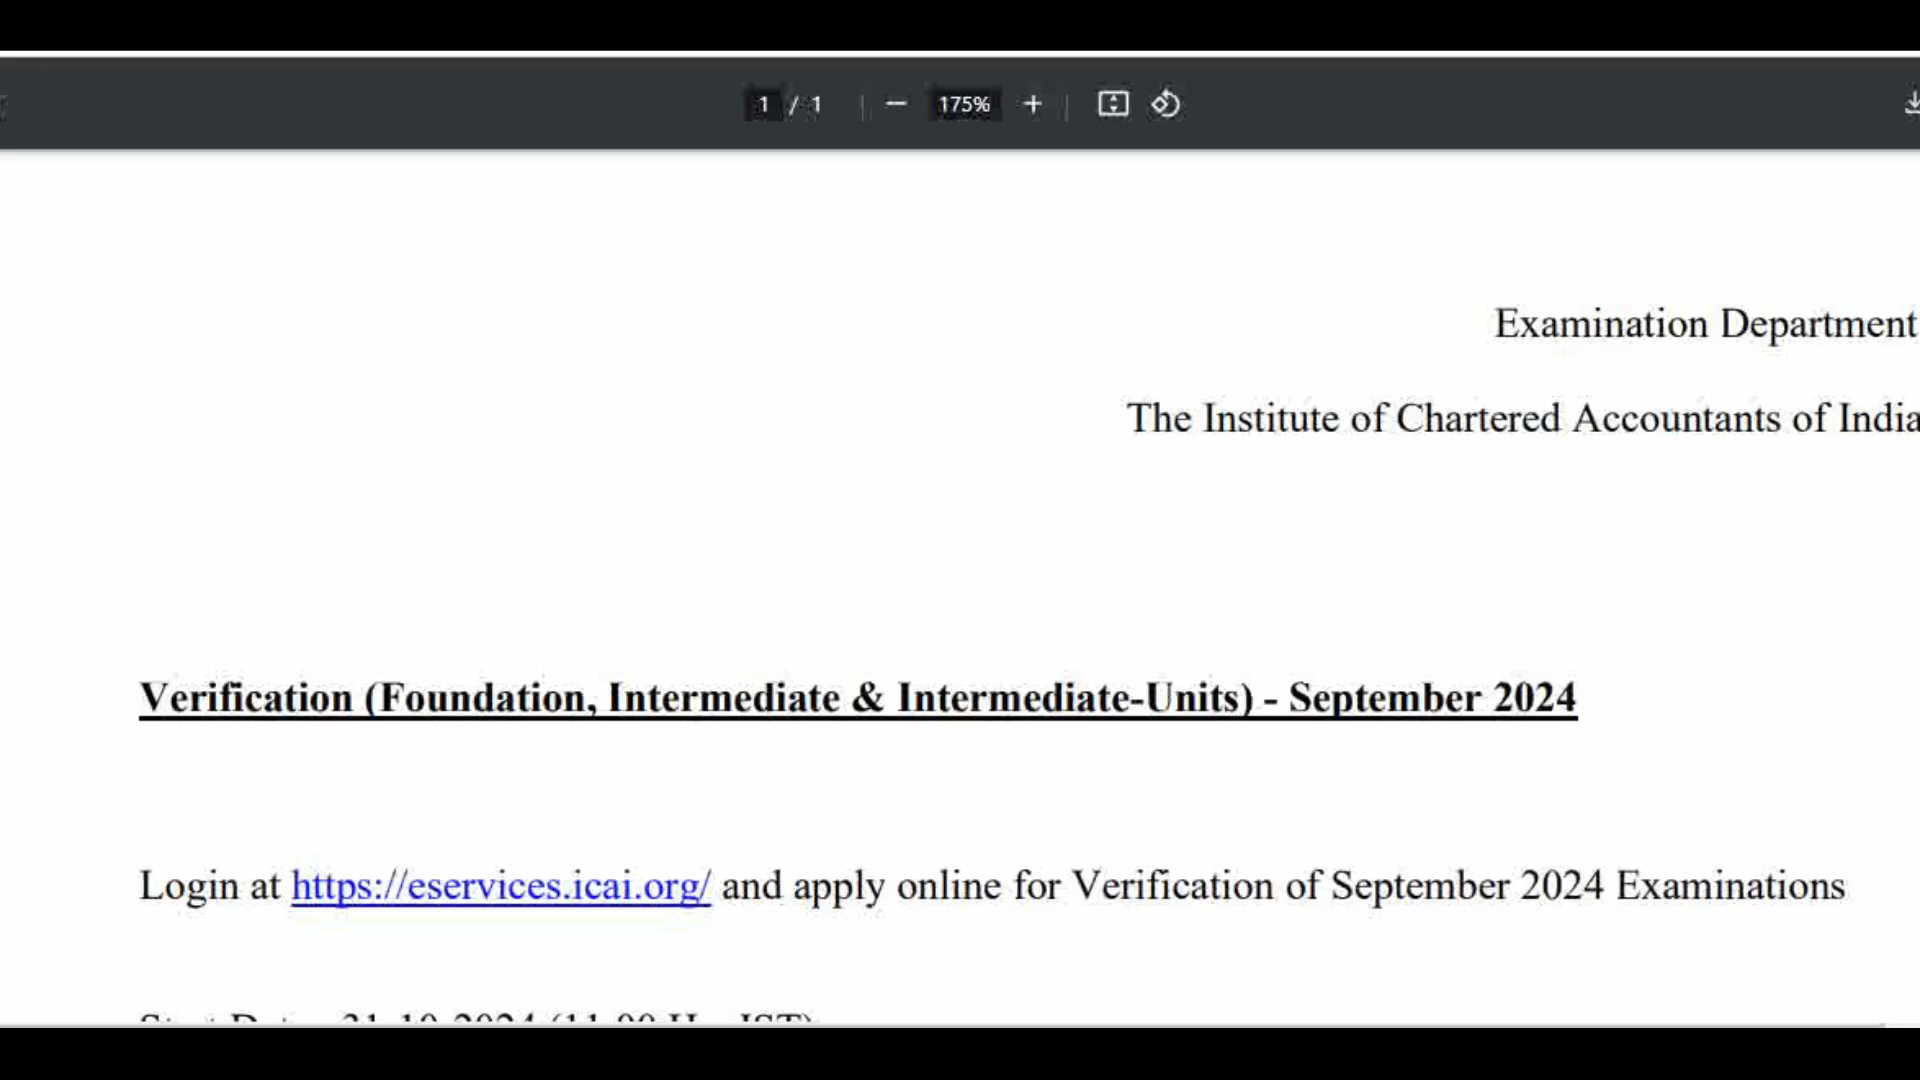 1 / 1 175%
Examination Department
The Institute of Chartered Accountants of India
Verification (Foundation, Intermediate & Intermediate-Units) - September 2024
Login at https://eservices.icai.org/ and apply online for Verification of September 2024 Examinations